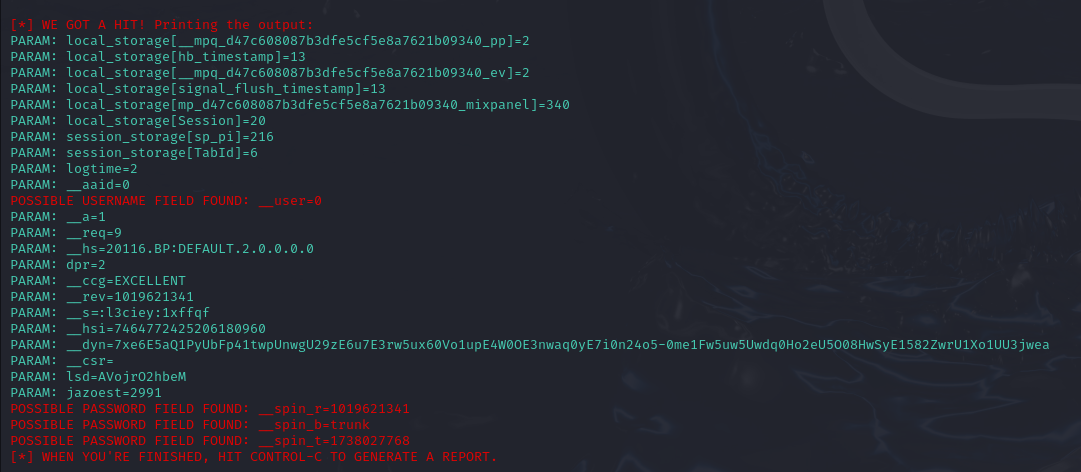 [*] WE GOT A HIT! Printing the output:
PARAM: local_storage[__mpq_d47c608087b3dfe5cf5e8a7621b09340_pp]=2
PARAM: local_storage[hb_timestamp]=13
PARAM: local_storage[__mpq_d47c608087b3dfe5cf5e8a7621b09340_ev]=2
PARAM: local_storage[signal_flush_timestamp]=13
PARAM: local_storage[mp_d47c608087b3dfe5cf5e8a7621b09340_mixpanel]=340
PARAM: local_storage[Session]=20
PARAM: session_storage[sp_pi]=216
PARAM: session_storage[TabId]=6
PARAM: logtime=2
PARAM: __aaid=0
POSSIBLE USERNAME FIELD FOUND: __user=0
PARAM: __a=1
PARAM: __req=9
PARAM: __hs=20116.BP:DEFAULT.2.0.0.0.0
PARAM: dpr=2
PARAM: __ccg=EXCELLENT
PARAM: __rev=1019621341
PARAM: __s=:l3ciey:1xffqf
PARAM: __hsi=7464772425206180960
PARAM: __dyn=7xe6E5aQ1PyUbFp41twpUnwgU29zE6u7E3rw5ux60Vo1upE4W0OE3nwaq0yE7i0n24o5-0me1Fw5uw5Uwdq0Ho2eU5O08HwSyE1582ZwrU1Xo1UU3jwea
PARAM: __csr=
PARAM: lsd=AVojrO2hbeM
PARAM: jazoest=2991
POSSIBLE PASSWORD FIELD FOUND: __spin_r=1019621341
POSSIBLE PASSWORD FIELD FOUND: __spin_b=trunk
POSSIBLE PASSWORD FIELD FOUND: __spin_t=1738027768
[*] WHEN YOU'RE FINISHED, HIT CONTROL-C TO GENERATE A REPORT.